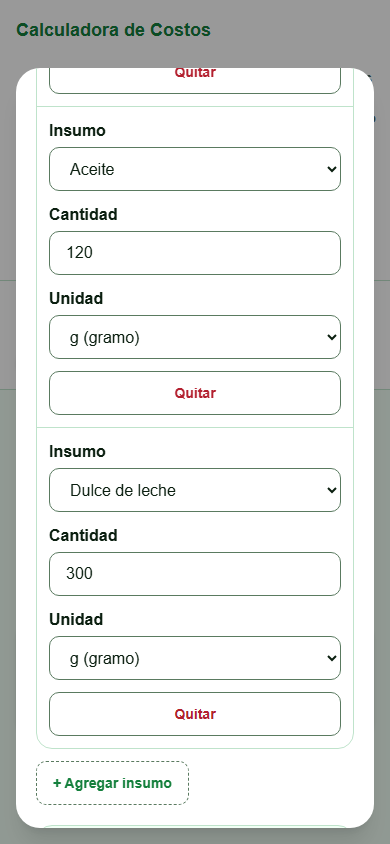 Calculadora de Costos
Quitar
Insumo
Aceite
Cantidad
120
Unidad
g (gramo)
Quitar
Insumo
Dulce de leche
Cantidad
300
Unidad
g (gramo)
Quitar
+ Agregar insumo